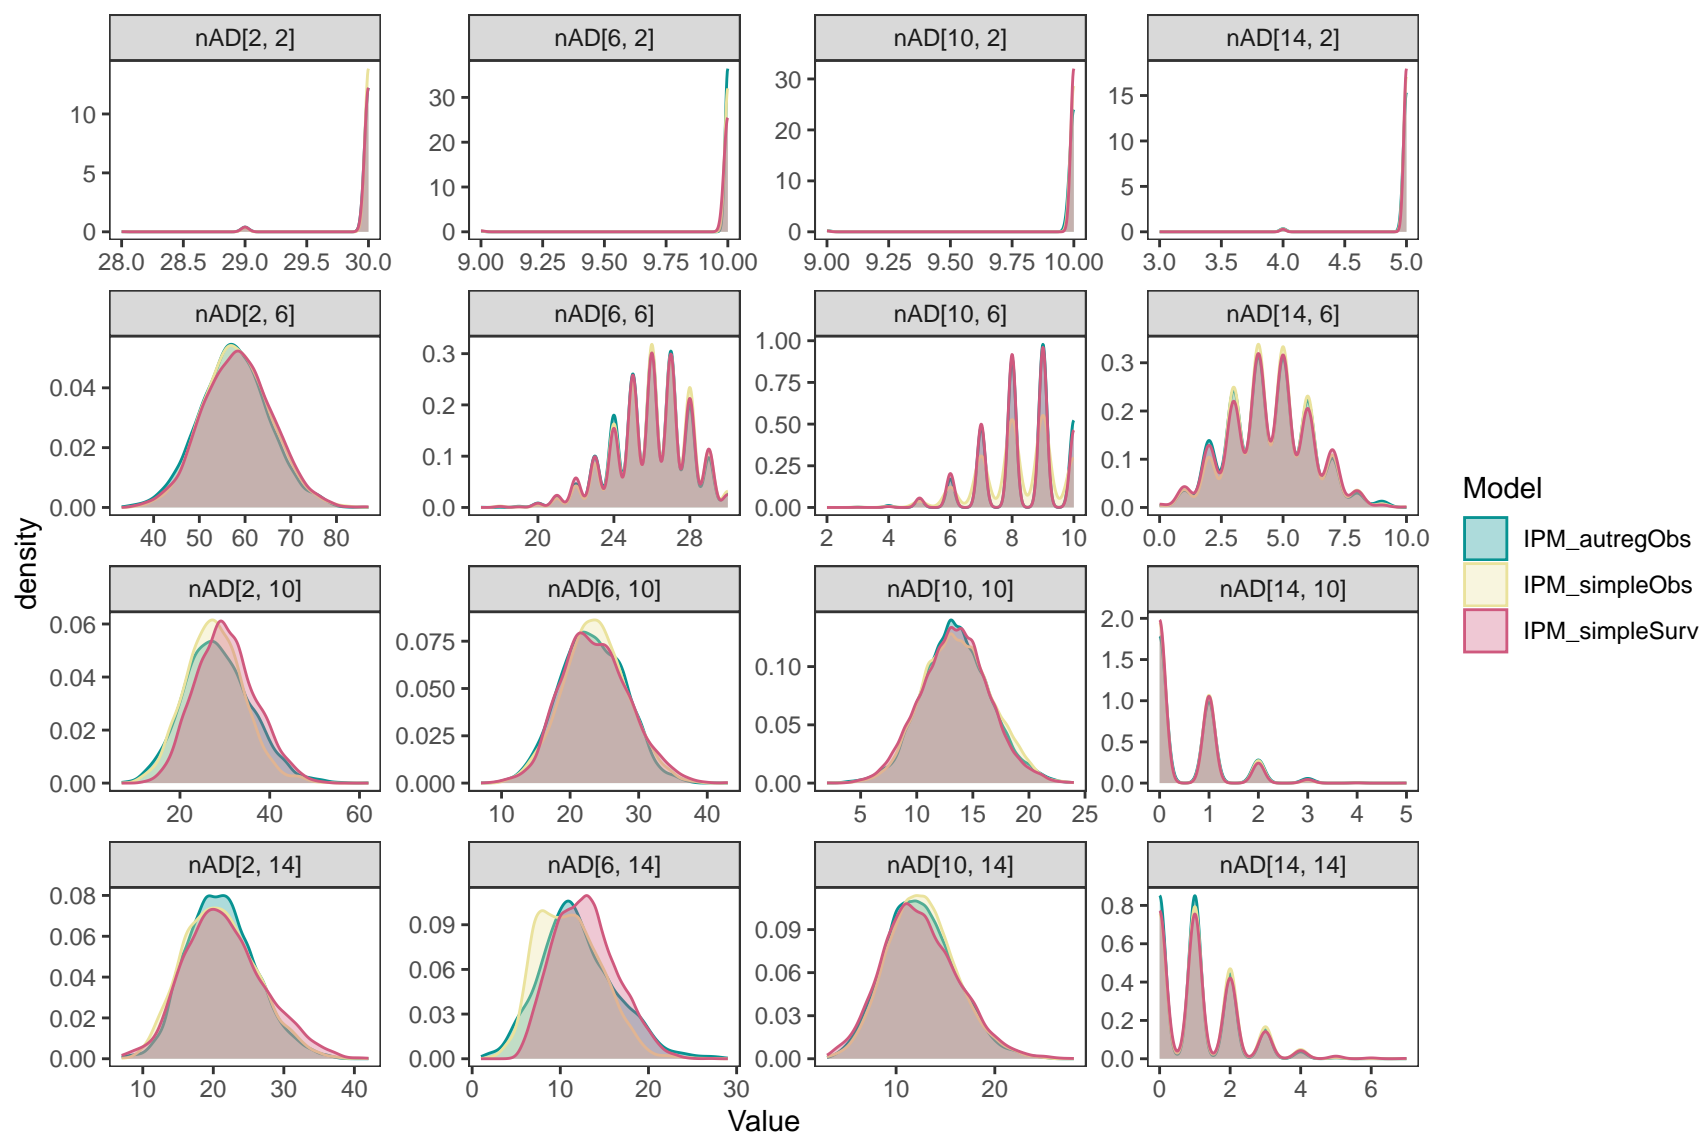 nAD[2, 2] nAD[6, 2] nAD[10, 2] nAD[14, 2]
10 5 0 30 20 10 0 30 20 10 0 15 10 5 0
28.0 28.5 29.0 29.5 30.0 9.00 9.25 9.50 9.75 10.00 9.00 9.25 9.50 9.75 10.00 3.0 3.5 4.0 4.5 5.0
nAD[2, 6] nAD[6, 6] nAD[10, 6] nAD[14, 6]
0.04 0.02 0.00 0.3 0.2 0.1 0.0 1.00 0.75 0.50 0.25 0.00 0.3 0.2 0.1 0.0
40 50 60 70 80 20 24 28 2 4 6 8 10 0.0 2.5 5.0 7.5 10.0
nAD[2, 10] nAD[6, 10] nAD[10, 10] nAD[14, 10]
0.06 0.04 0.02 0.00 0.075 0.050 0.025 0.000 0.10 0.05 0.00 2.0 1.5 1.0 0.5 0.0
20 40 60 10 20 30 40 5 10 15 20 25 0 1 2 3 4 5
nAD[2, 14] nAD[6, 14] nAD[10, 14] nAD[14, 14]
0.08 0.06 0.04 0.02 0.00 0.09 0.06 0.03 0.00 0.09 0.06 0.03 0.00 0.8 0.6 0.4 0.2 0.0
10 20 30 40 0 10 20 30 10 20 0 2 4 6
Value
density
Model
IPM_autregObs
IPM_simpleObs
IPM_simpleSurv